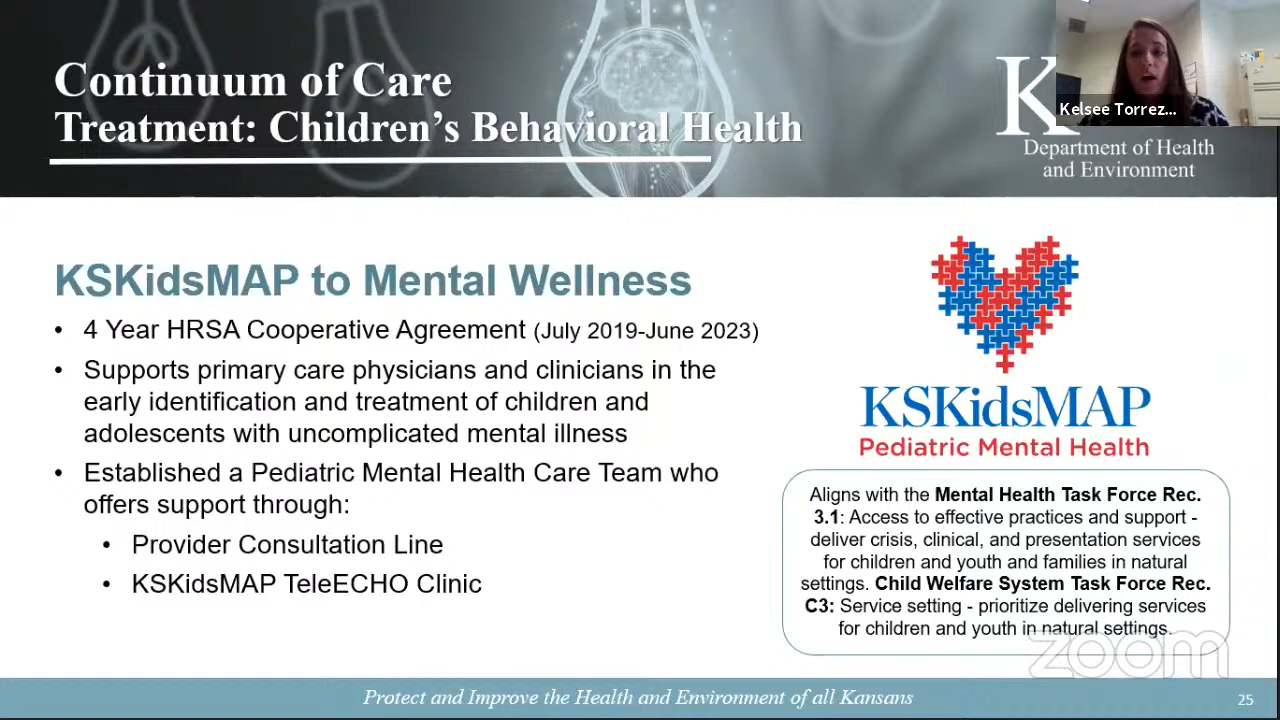 Continuum of Care
Treatment: Children's Behavioral Health
K
Kelsee Torrez...
Department of Health
and Environment
KSKidsMAP to Mental Wellness
• 4 Year HRSA Cooperative Agreement (July 2019-June 2023)
• Supports primary care physicians and clinicians in the
early identification and treatment of children and
adolescents with uncomplicated mental illness
• Established a Pediatric Mental Health Care Team who
offers support through:
• Provider Consultation Line
• KSKidsMAP TeleECHO Clinic
KSKidsMAP
Pediatric Mental Health
Aligns with the Mental Health Task Force Rec.
3.1: Access to effective practices and support -
deliver crisis, clinical, and presentation services
for children and youth and families in natural
settings. Child Welfare System Task Force Rec.
C3: Service setting - prioritize delivering services
for children and youth in natural settings.
zoom
Protect and Improve the Health and Environment of all Kansans
25